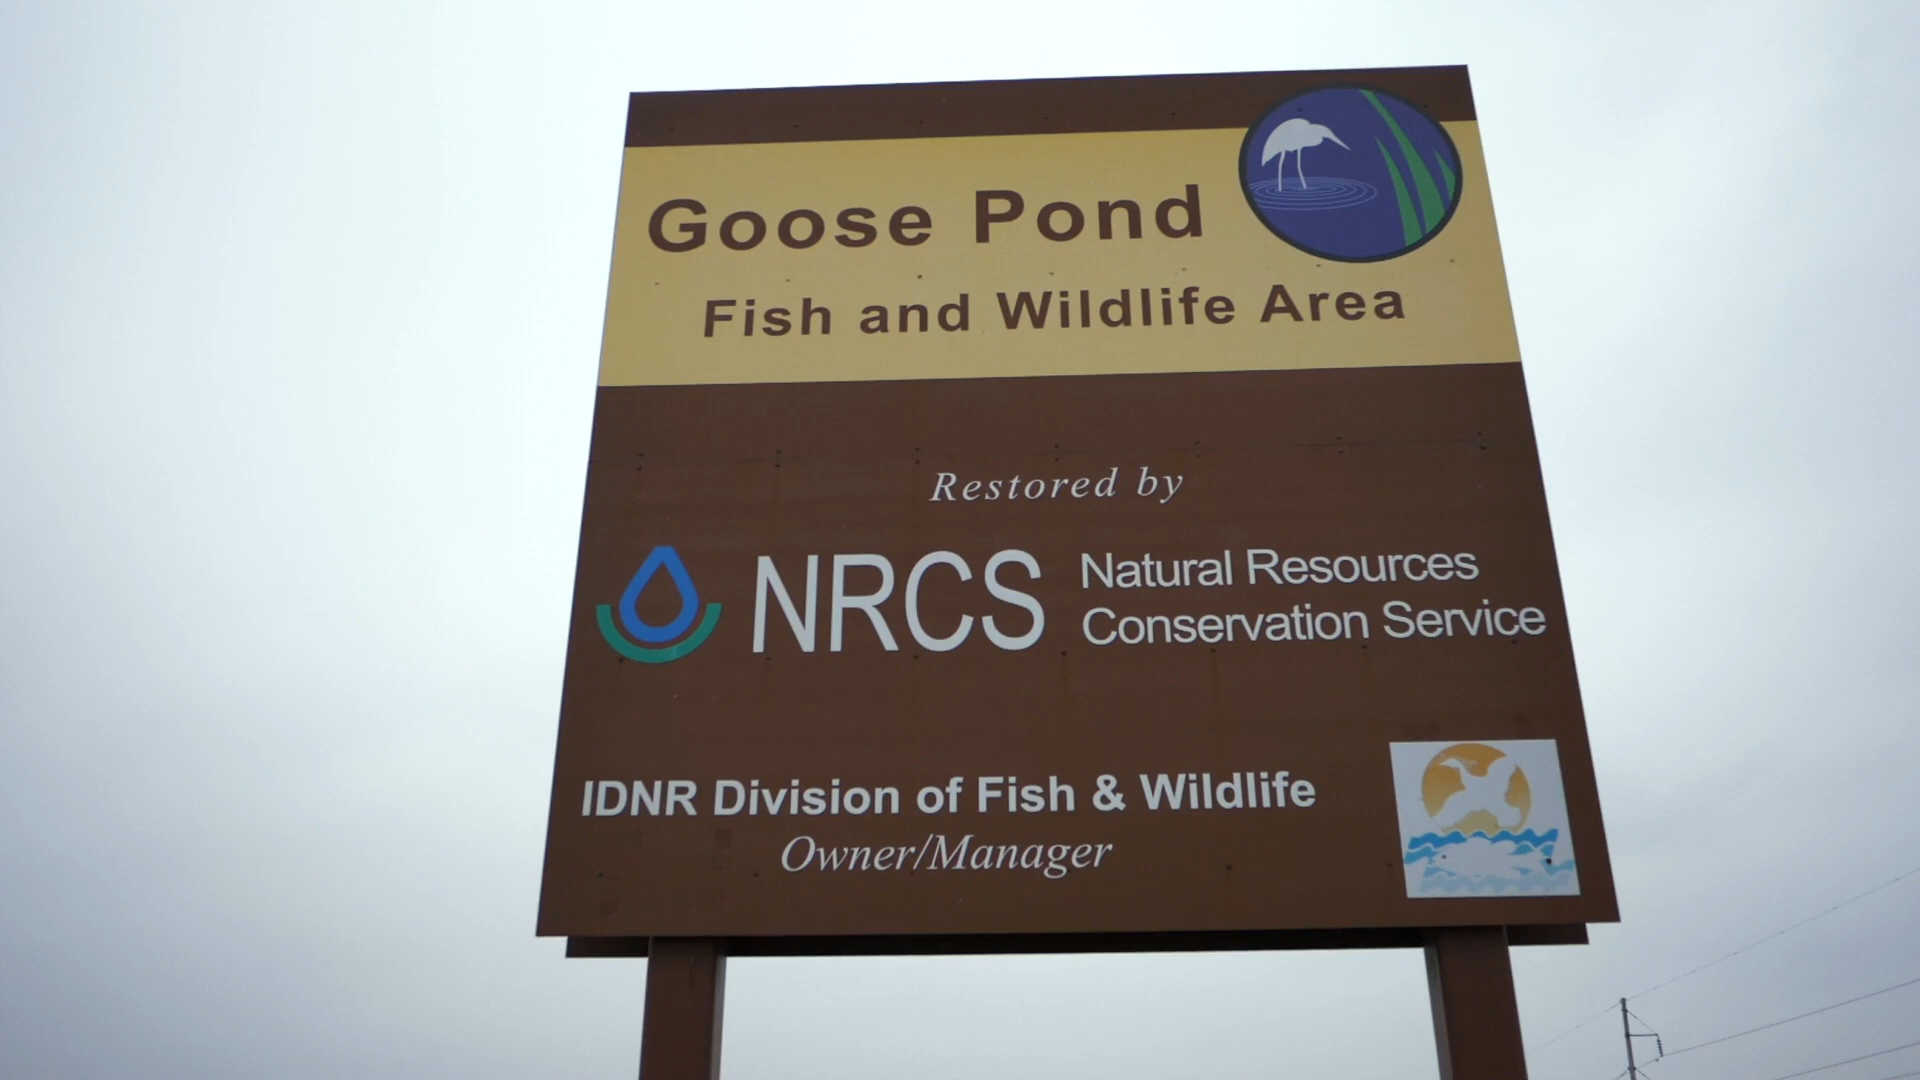 Goose Pond
Fish and Wildlife Area
Restored by
NRCS
Natural Resources
Conservation Service
IDNR Division of Fish & Wildlife
Owner/Manager